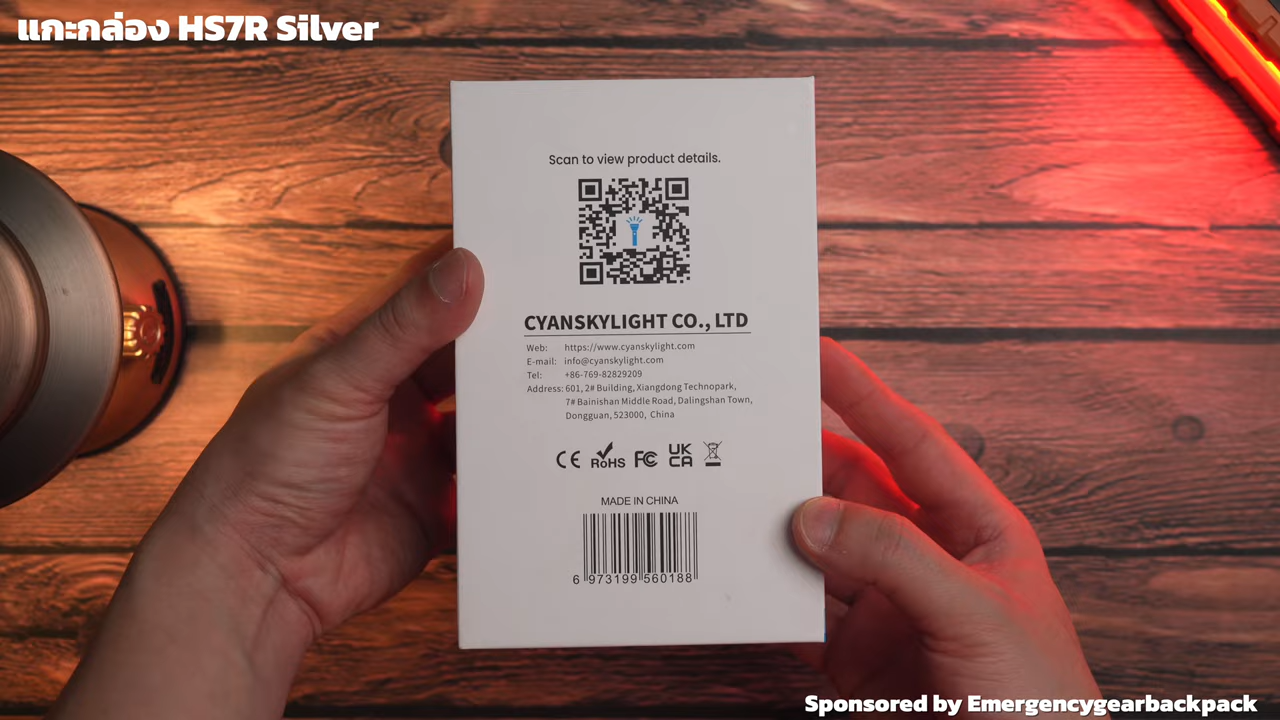 แกะกล่อง HS7R Silver
Scan to view product details.
CYANSKYLIGHT CO., LTD
Web: https://www.cyanskylight.com
E-mail: info@cyanskylight.com
Tel: +86-769-82829209
Address: 601, 2# Building, Xiangdong Technopark,
7# Bainishan Middle Road, Dalingshan Town,
Dongguan, 523000, China
CE RoHS FC UK CA
MADE IN CHINA
6 973199 560188
Sponsored by Emergencygearbackpack